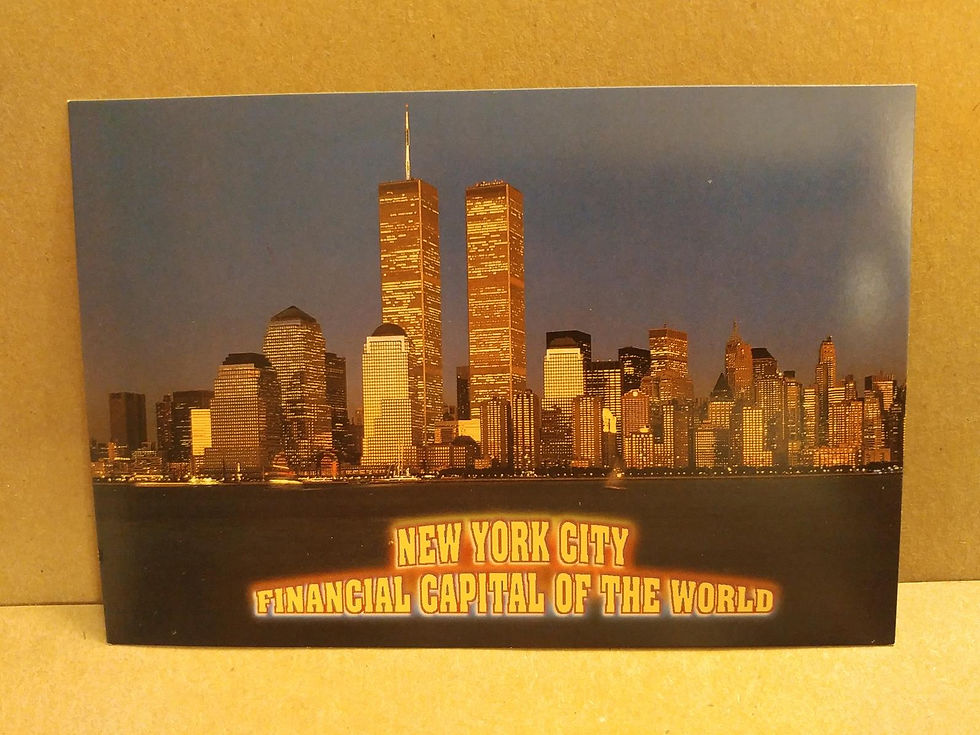 NEW YORK CITY
FINANCIAL CAPITAL OF THE WORLD